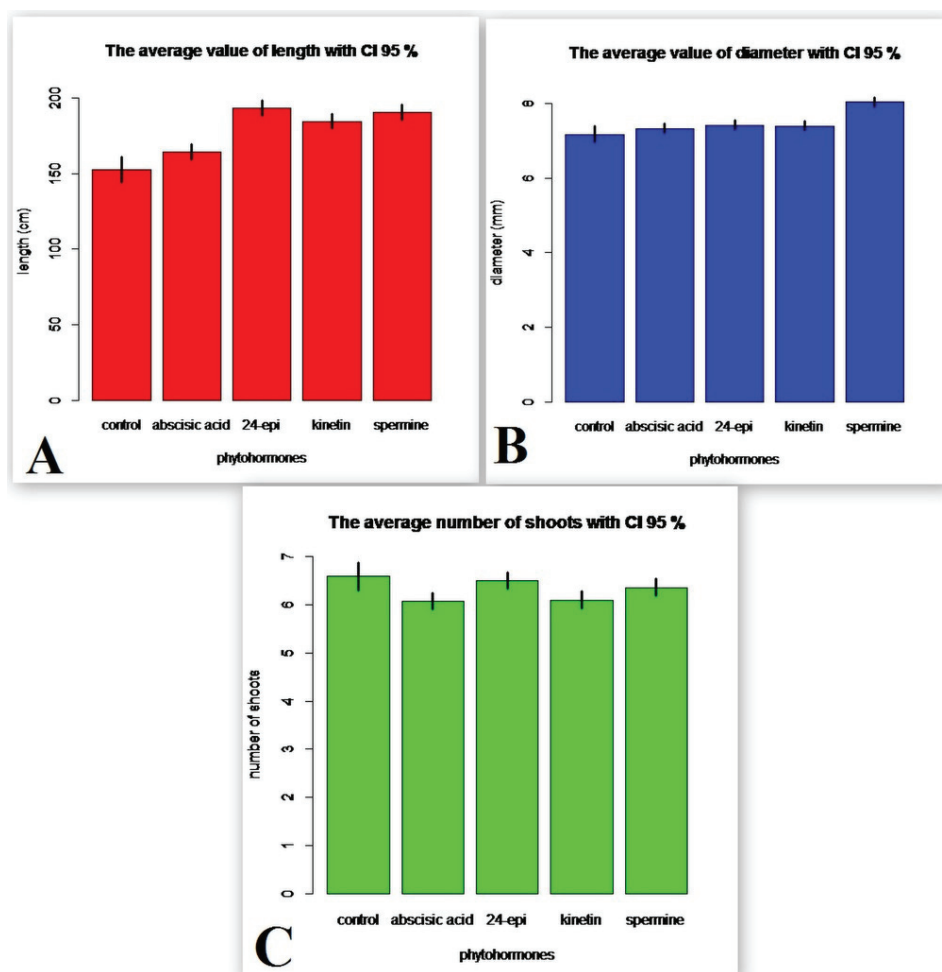 The average value of length with CI 95 %
200
150
100
50
0
length (cm)
control abscisic acid 24-epi kinetin spermine
phytohormones
A
The average value of diameter with CI 95 %
8
6
4
2
0
diameter (mm)
control abscisic acid 24-epi kinetin spermine
phytohormones
B
The average number of shoots with CI 95 %
7
6
5
4
3
2
1
0
number of shoots
control abscisic acid 24-epi kinetin spermine
phytohormones
C